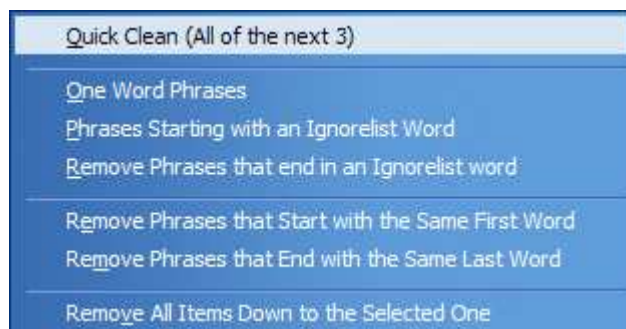 Quick Clean (All of the next 3)
One Word Phrases
Phrases Starting with an Ignorelist Word
Remove Phrases that end in an Ignorelist word
Remove Phrases that Start with the Same First Word
Remove Phrases that End with the Same Last Word
Remove All Items Down to the Selected One